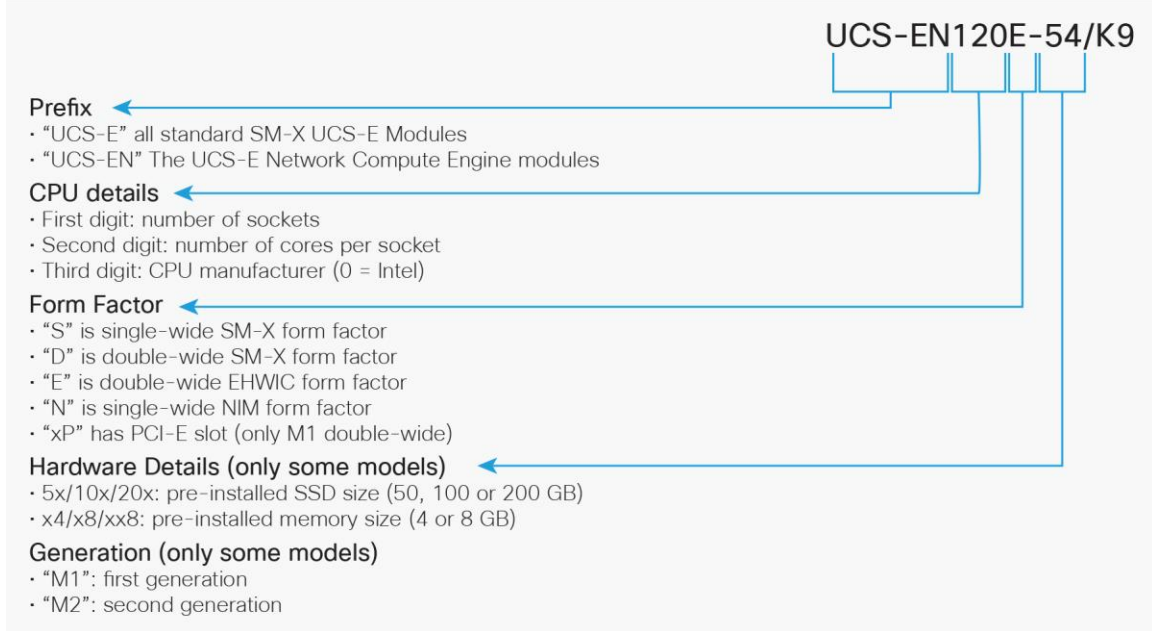 UCS-EN120E-54/K9
Prefix
· “UCS-E” all standard SM-X UCS-E Modules
· “UCS-EN” The UCS-E Network Compute Engine modules
CPU details
· First digit: number of sockets
· Second digit: number of cores per socket
· Third digit: CPU manufacturer (0 = Intel)
Form Factor
· “S” is single-wide SM-X form factor
· “D” is double-wide SM-X form factor
· “E” is double-wide EHWIC form factor
· “N” is single-wide NIM form factor
· “xP” has PCI-E slot (only M1 double-wide)
Hardware Details (only some models)
· 5x/10x/20x: pre-installed SSD size (50, 100 or 200 GB)
· x4/x8/xx8: pre-installed memory size (4 or 8 GB)
Generation (only some models)
· “M1”: first generation
· “M2”: second generation